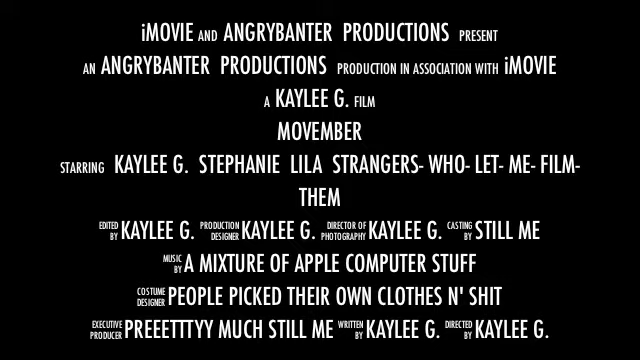 iMOVIE AND ANGRYBANTER PRODUCTIONS PRESENT
AN ANGRYBANTER PRODUCTIONS PRODUCTION IN ASSOCIATION WITH iMOVIE
A KAYLEE G. FILM
MOVEMBER
STARRING KAYLEE G. STEPHANIE LILA STRANGERS- WHO- LET- ME- FILM-
THEM
EDITED BY KAYLEE G. PRODUCTION DESIGNER KAYLEE G. DIRECTOR OF PHOTOGRAPHY KAYLEE G. CASTING BY STILL ME
MUSIC BY A MIXTURE OF APPLE COMPUTER STUFF
COSTUME DESIGNER PEOPLE PICKED THEIR OWN CLOTHES N' SHIT
EXECUTIVE PRODUCER PREEETTTYY MUCH STILL ME WRITTEN BY KAYLEE G. DIRECTED BY KAYLEE G.